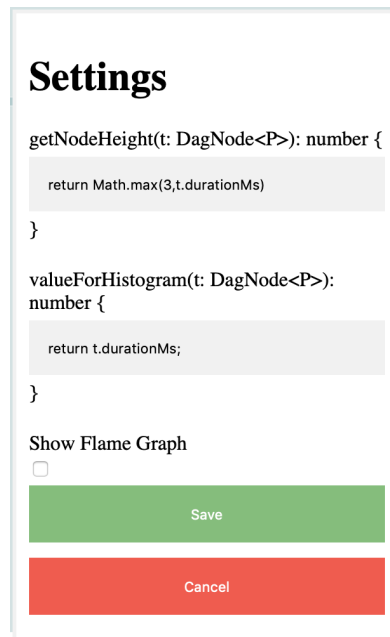 Settings
getNodeHeight(t: DagNode<P>): number {
return Math.max(3,t.durationMs)
}
valueForHistogram(t: DagNode<P>):
number {
return t.durationMs;
}
Show Flame Graph
Save
Cancel